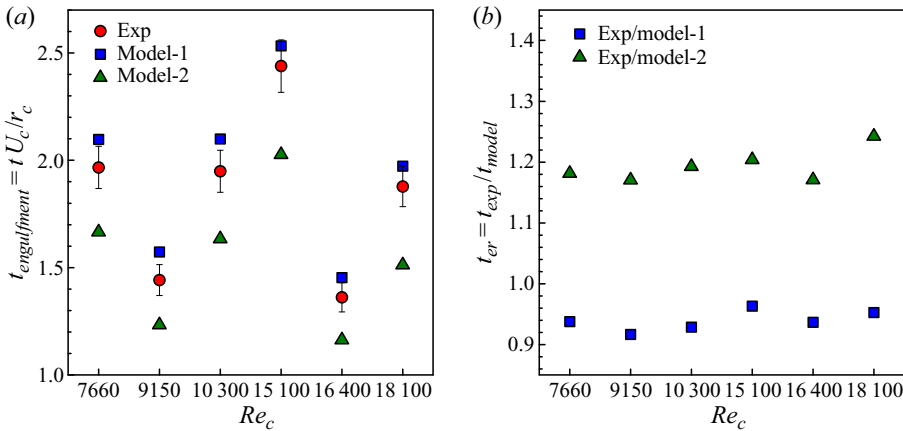 (a)
Exp
Model-1
Model-2
2.5
2.0
1.5
1.0
t_engulfment = t U_c/r_c
7660 9150 10 300 15 100 16 400 18 100
Re_c
(b)
Exp/model-1
Exp/model-2
1.4
1.3
1.2
1.1
1.0
0.9
t_er = t_exp/t_model
7660 9150 10 300 15 100 16 400 18 100
Re_c